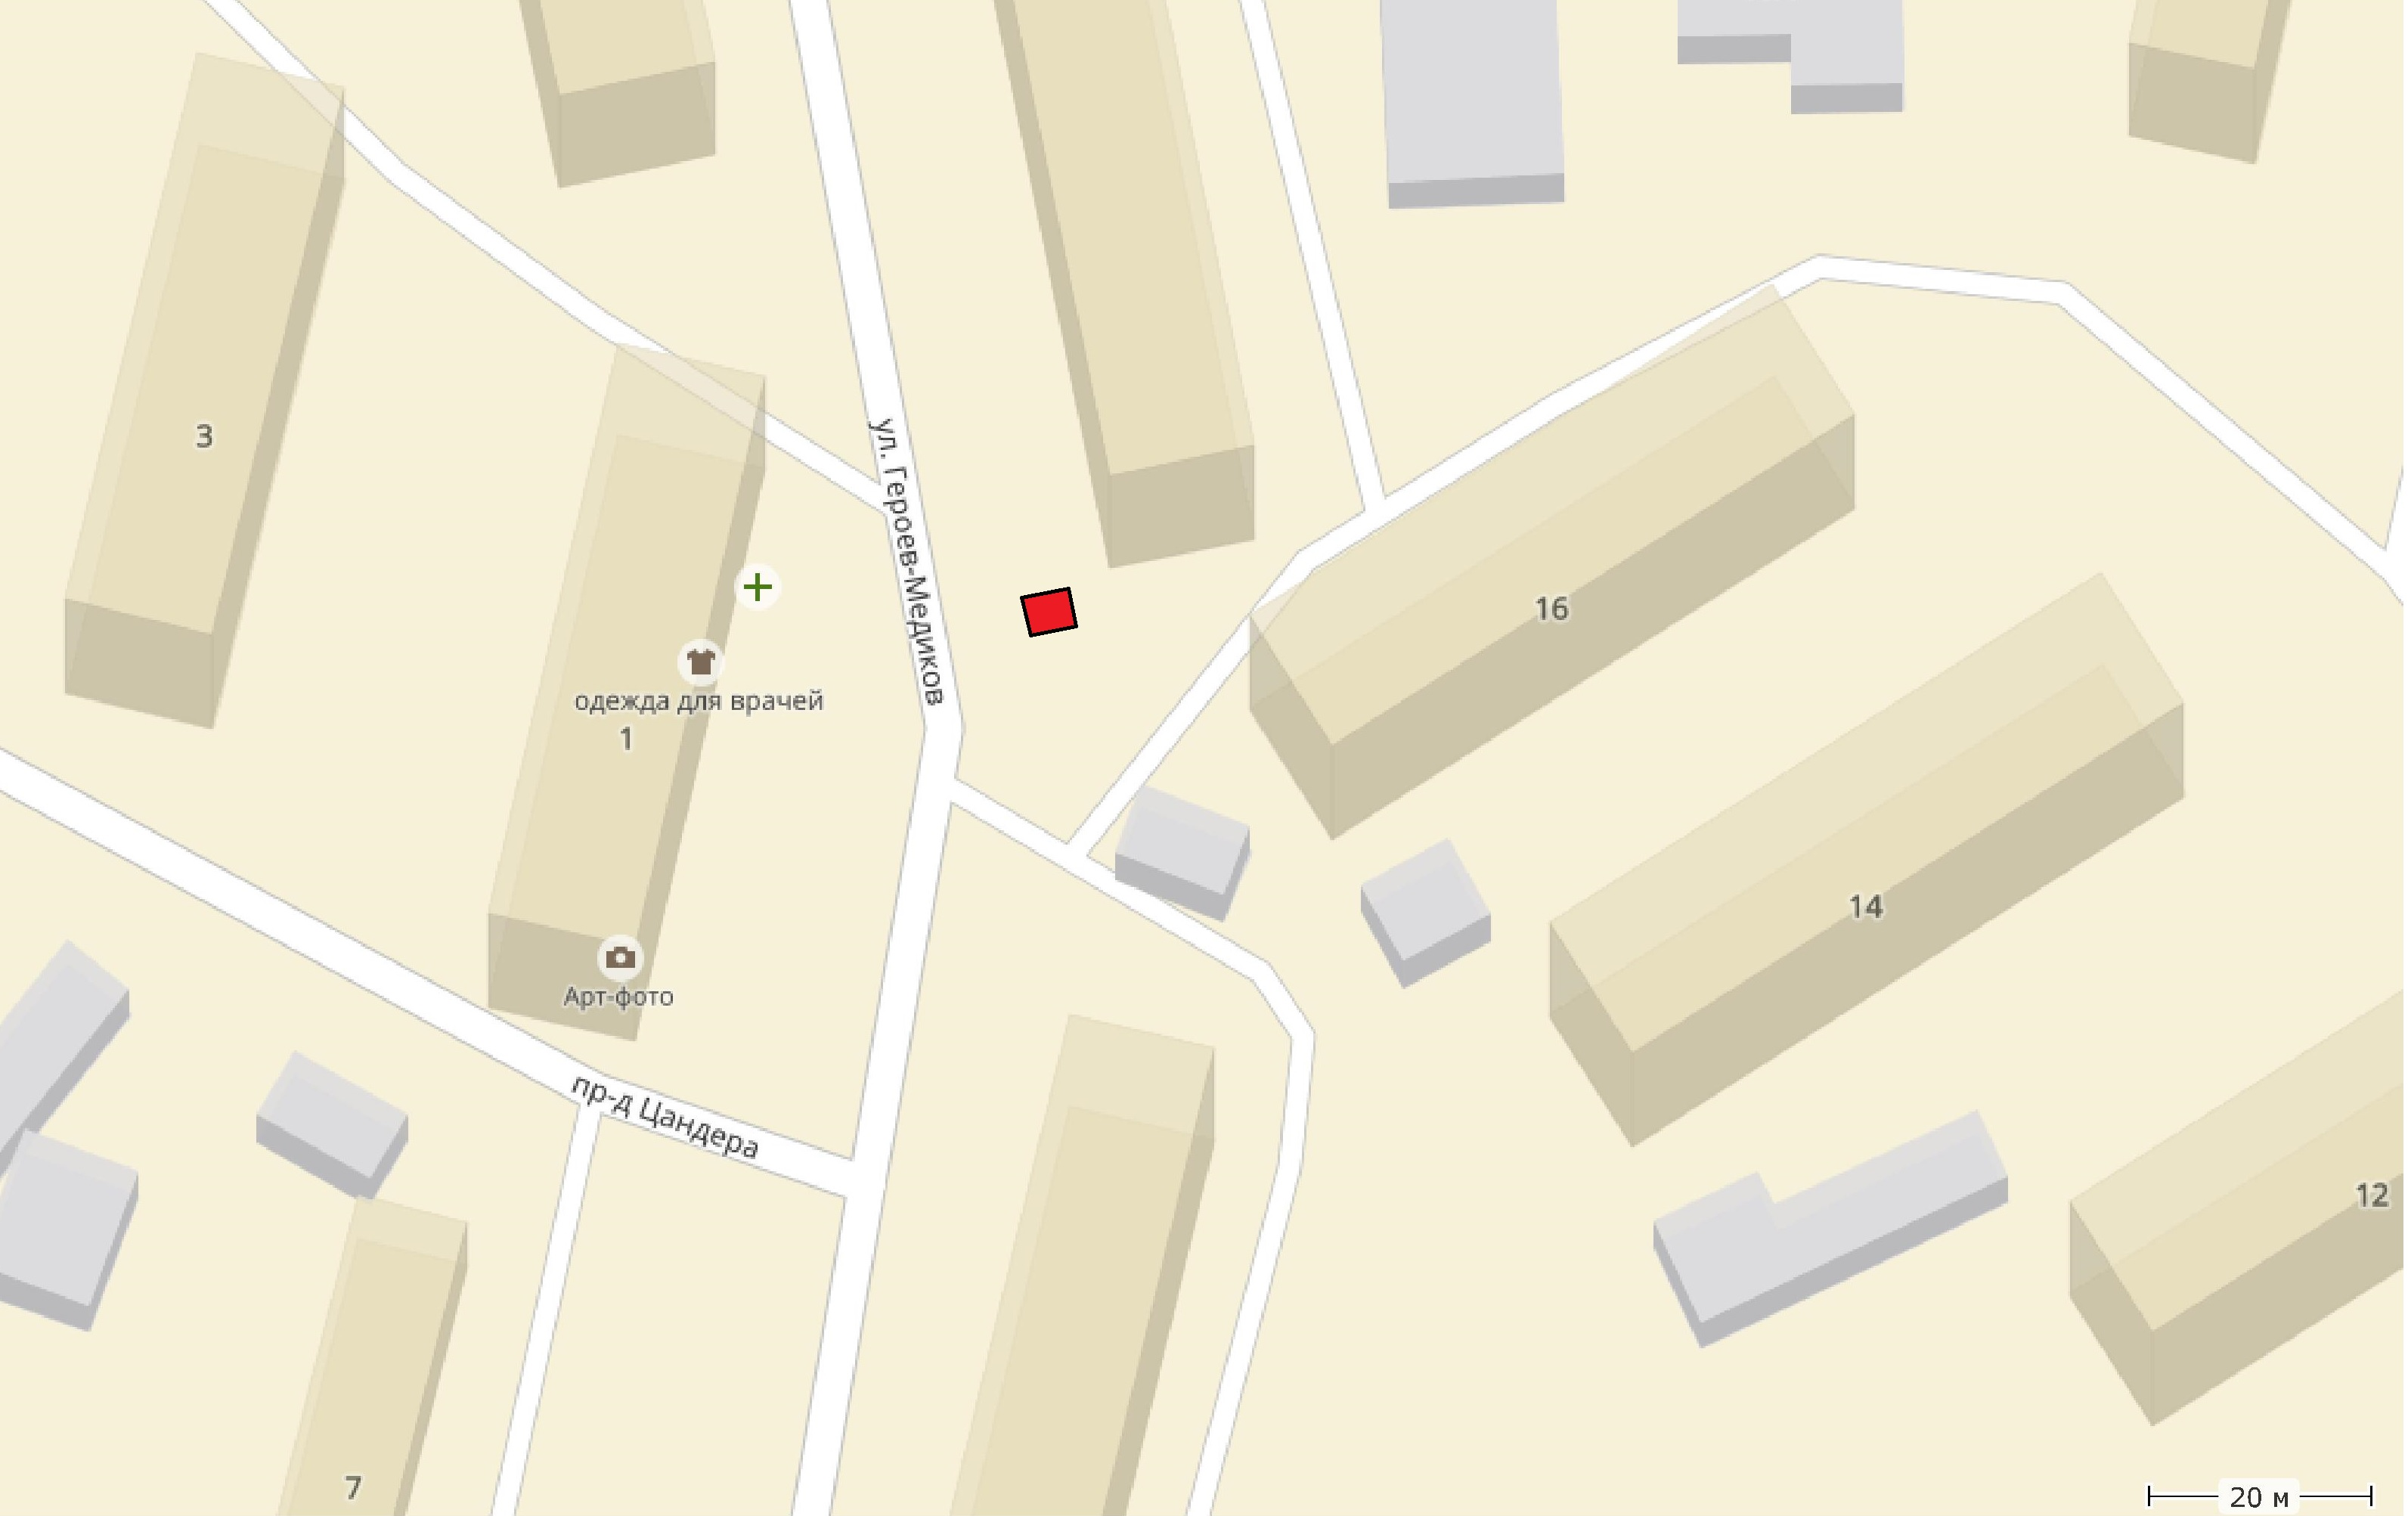 3
ул. Героев-Медиков
16
одежда для врачей
1
14
Арт-фото
пр-д Цандера
12
7
20 м